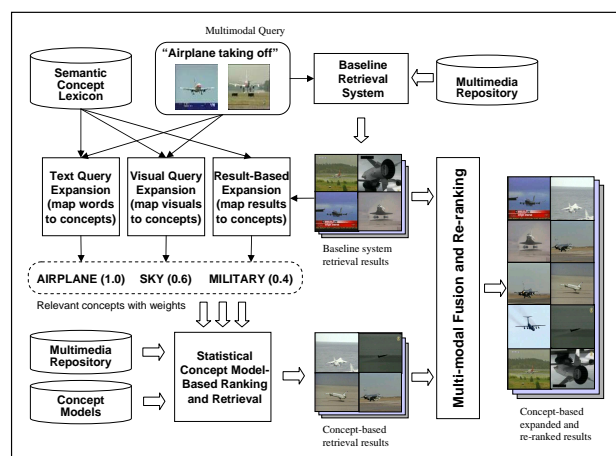 Multimodal Query
“Airplane taking off”
Semantic
Concept
Lexicon
Baseline
Retrieval
System
Multimedia
Repository
Text Query
Expansion
(map words
to concepts)
Visual Query
Expansion
(map visuals
to concepts)
Result-Based
Expansion
(map results
to concepts)
Baseline system
retrieval results
AIRPLANE (1.0) SKY (0.6) MILITARY (0.4)
Relevant concepts with weights
Multimedia
Repository
Concept
Models
Statistical
Concept Model-
Based Ranking
and Retrieval
Concept-based
retrieval results
Multi-modal Fusion and Re-ranking
Concept-based
expanded and
re-ranked results